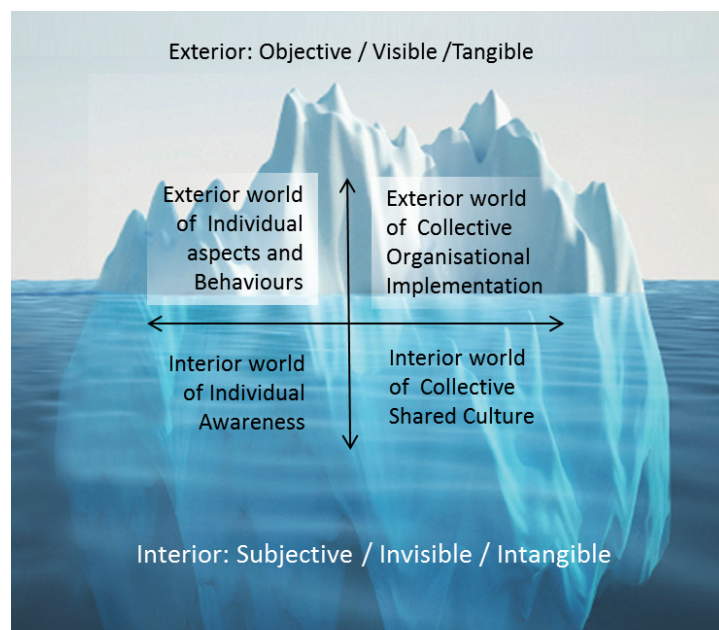 Exterior: Objective / Visible /Tangible
Exterior world
of Individual
aspects and
Behaviours
Exterior world
of Collective
Organisational
Implementation
Interior world
of Individual
Awareness
Interior world
of Collective
Shared Culture
Interior: Subjective / Invisible / Intangible